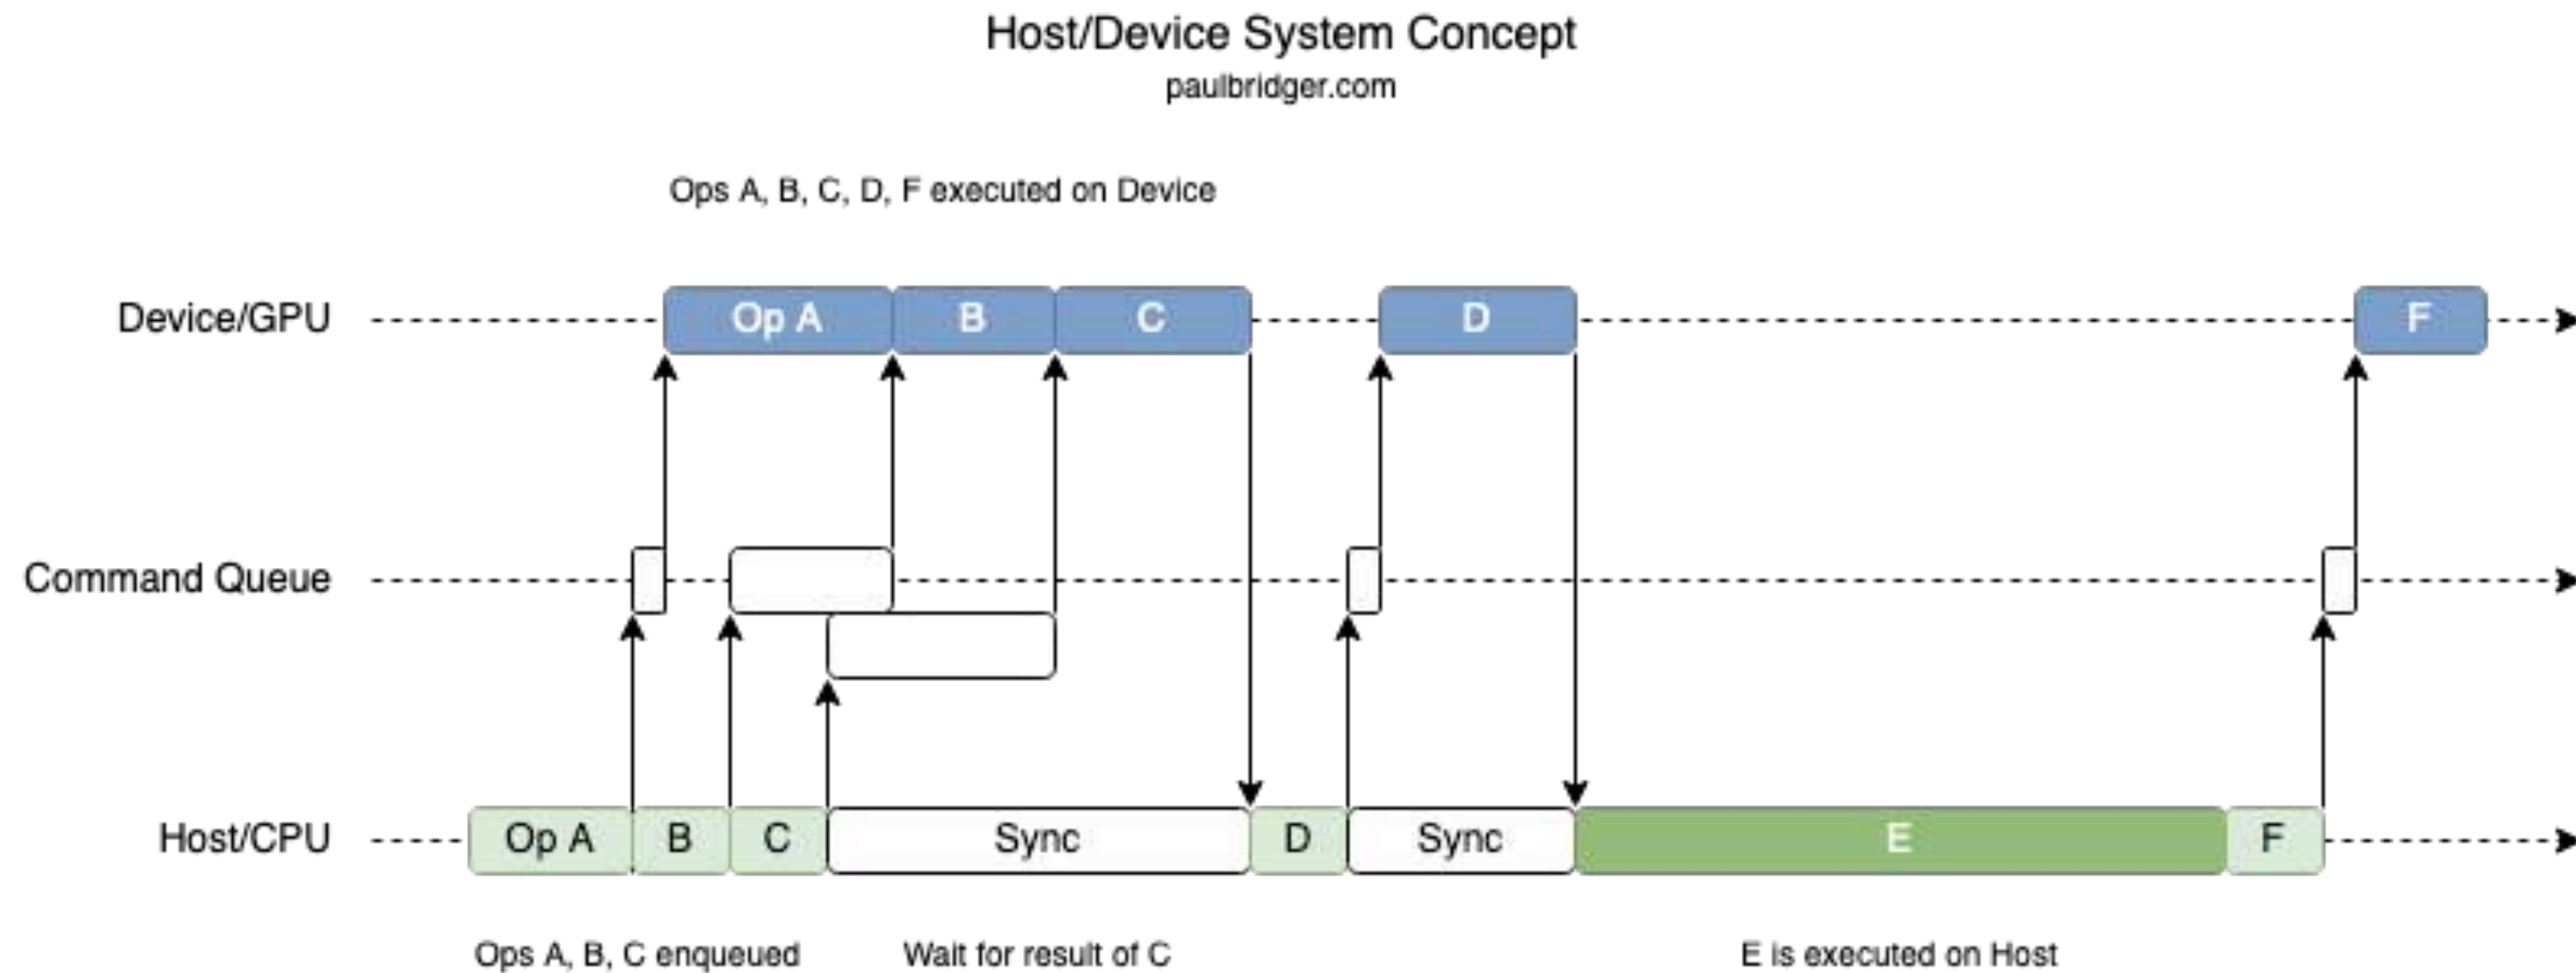 Host/Device System Concept
paulbridger.com
Ops A, B, C, D, F executed on Device
Device/GPU
Op A
B
C
D
F
Command Queue
Host/CPU
Op A
B
C
Sync
D
Sync
E
F
Ops A, B, C enqueued
Wait for result of C
E is executed on Host